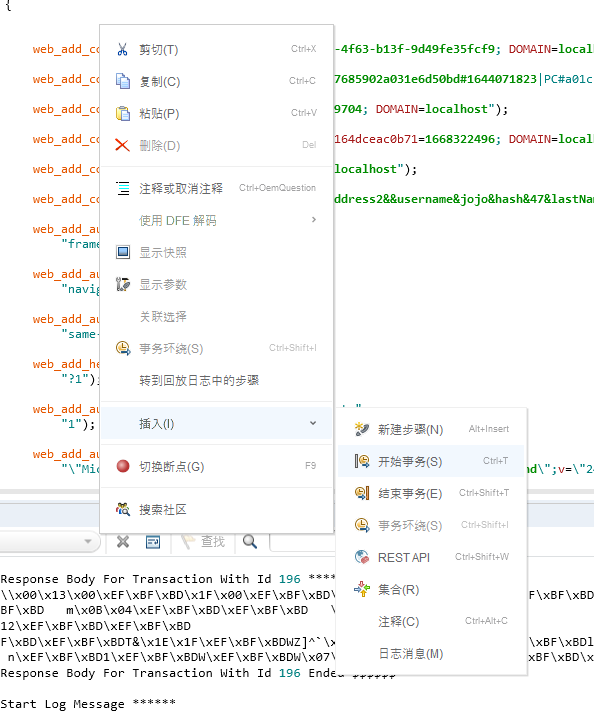 {
web_add_co
-4f63-b13f-9d49fe35fcf9; DOMAIN=local
web_add_co
7685902a031e6d50bd#1644071823|PC#a01c
web_add_co
9704; DOMAIN=localhost");
web_add_co
164dceac0b71=1668322496; DOMAIN=local
web_add_co
localhost");
web_add_co
ddress2&&username&jojo&hash&47&lastNam
web_add_au
"frame
web_add_au
"navig
web_add_au
"same-
web_add_he
"?1");
web_add_au
"1");
web_add_au
"\"Mic
nd\";v=\"24
剪切(T) Ctrl+X
复制(C) Ctrl+C
粘贴(P) Ctrl+V
删除(D) Del
注释或取消注释 Ctrl+OemQuestion
使用 DFE 解码
显示快照
显示参数
关联选择
事务环绕(S) Ctrl+Shift+I
转到回放日志中的步骤
插入(I)
切换断点(G) F9
搜索社区
新建步骤(N) Alt+Insert
开始事务(S) Ctrl+T
结束事务(E) Ctrl+Shift+T
事务环绕(S) Ctrl+Shift+I
REST API Ctrl+Shift+W
集合(R)
注释(C) Ctrl+Alt+C
日志消息(M)
查找
Response Body For Transaction With Id 196 ****
\\x00\x13\x00\xEF\xBF\xBD\x1F\x00\xEF\xBF\xBD\
BF\xBD m\x0B\x04\xEF\xBF\xBD\xEF\xBF\xBD \
12\xEF\xBF\xBD\xEF\xBF\xBD
F\xBD\xEF\xBF\xBDT&\x1E\x1F\xEF\xBF\xBDWZ]^`\x
n\xEF\xBF\xBD1\xEF\xBF\xBDW\xEF\xBF\xBDW\x07\
Response Body For Transaction With Id 196 Ended
Start Log Message ******